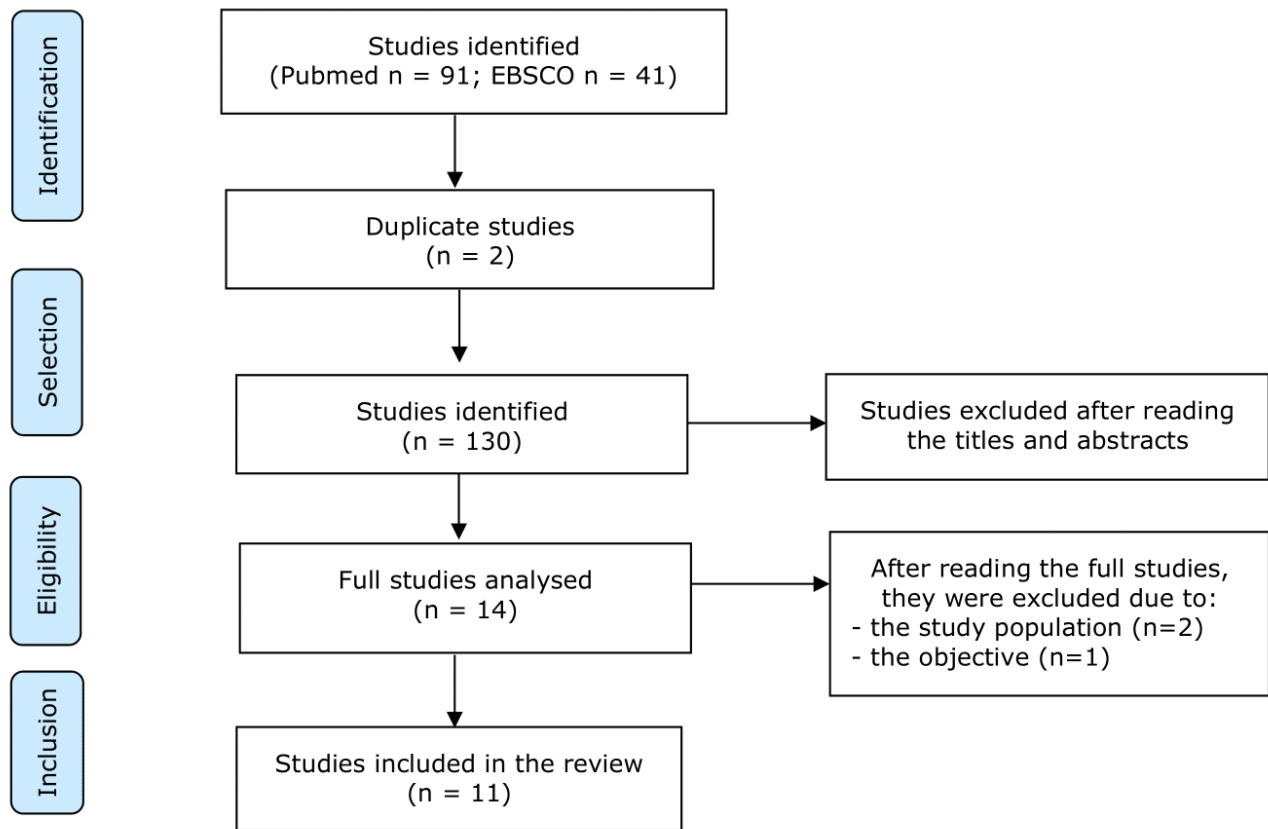 Identification
Studies identified
(Pubmed n = 91; EBSCO n = 41)
Duplicate studies
(n = 2)
Selection
Studies identified
(n = 130)
Studies excluded after reading
the titles and abstracts
Eligibility
Full studies analysed
(n = 14)
After reading the full studies,
they were excluded due to:
- the study population (n=2)
- the objective (n=1)
Inclusion
Studies included in the review
(n = 11)